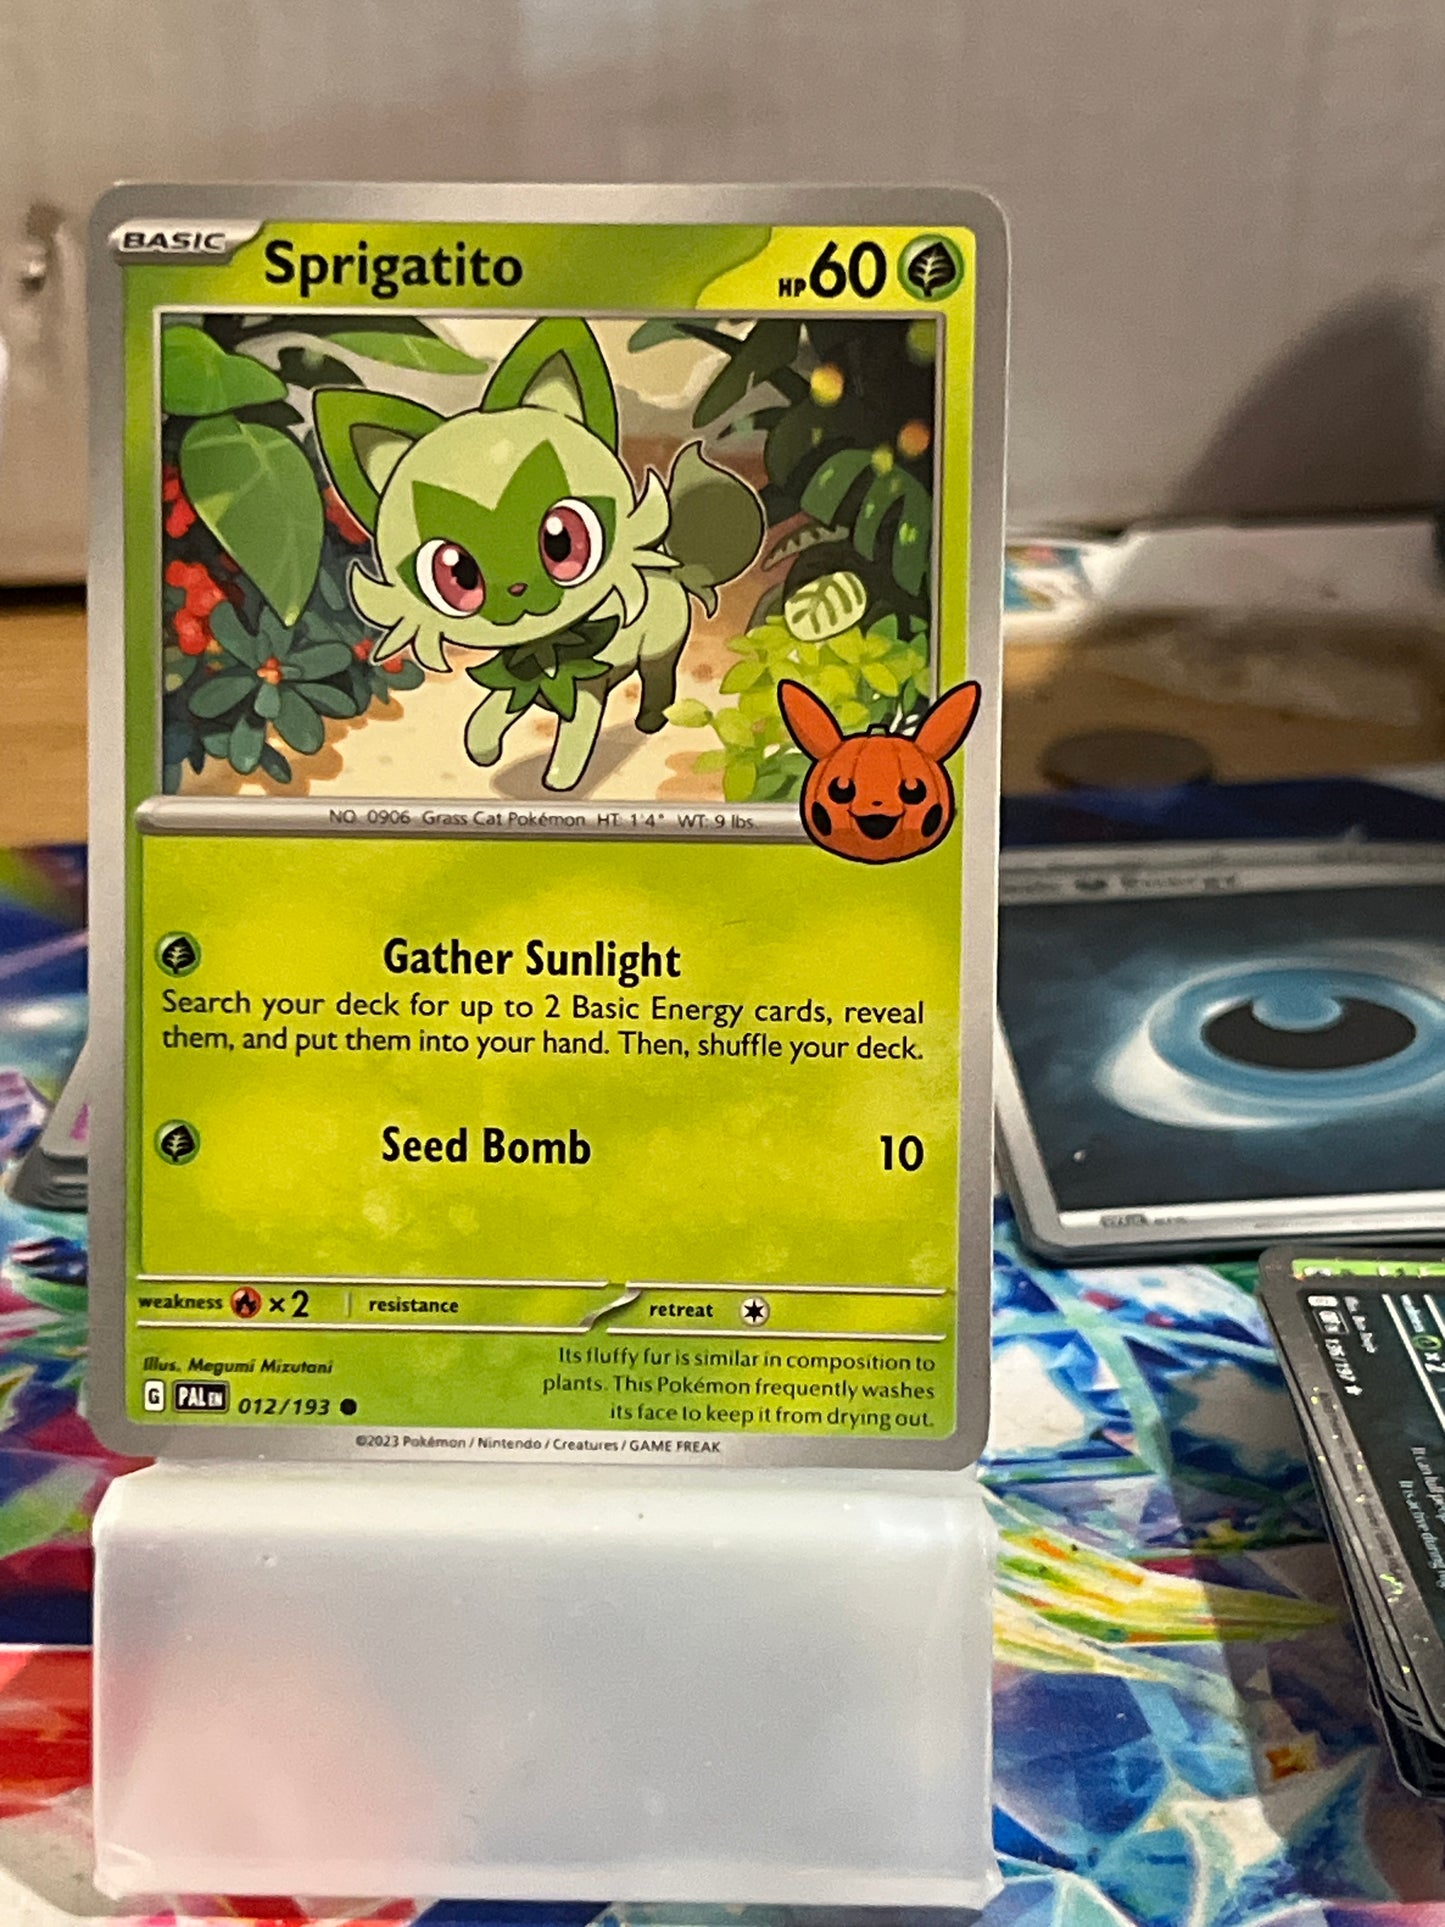 BASIC Sprigatito HP 60
NO. 0906 Grass Cat Pokémon HT: 1'4" WT: 9 lbs.
Gather Sunlight
Search your deck for up to 2 Basic Energy cards, reveal
them, and put them into your hand. Then, shuffle your deck.
Seed Bomb 10
weakness ×2 resistance retreat
Illus. Megumi Mizutani
G PAL EN 012/193
Its fluffy fur is similar in composition to
plants. This Pokémon frequently washes
its face to keep it from drying out.
©2023 Pokémon / Nintendo / Creatures / GAME FREAK
Energy